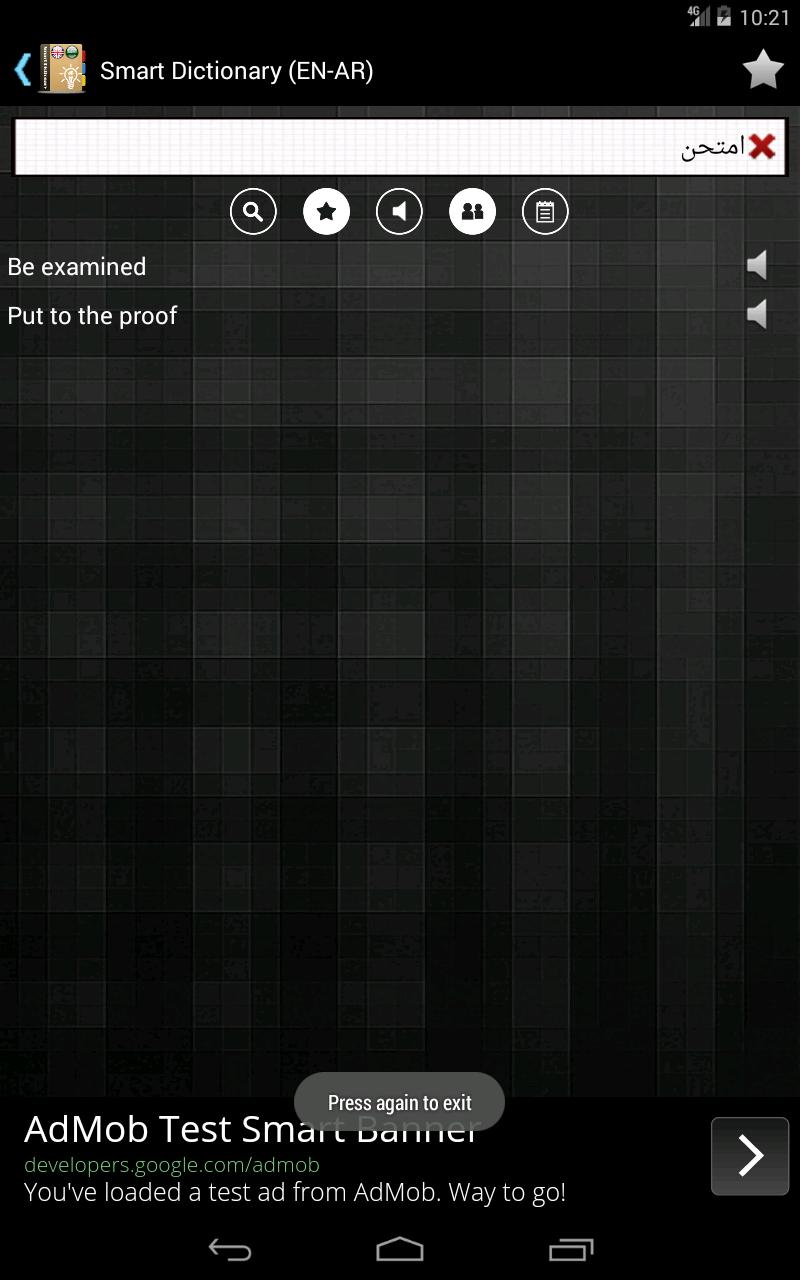 4G 10:21
Smart Dictionary (EN-AR)
امتحن
Be examined
Put to the proof
Press again to exit
AdMob Test Smart Banner
developers.google.com/admob
You've loaded a test ad from AdMob. Way to go!